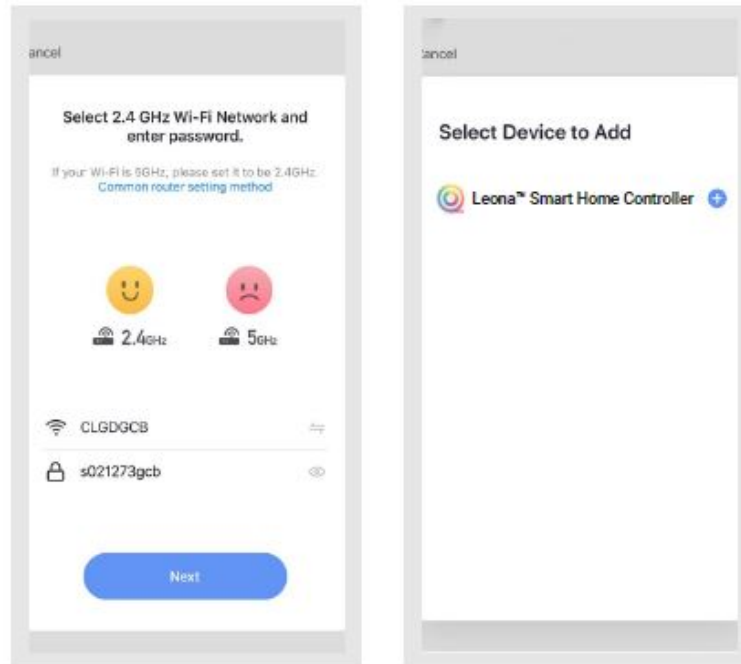 ancel
Select 2.4 GHz Wi-Fi Network and
enter password.
If your Wi-Fi is 5GHz, please set it to be 2.4GHz.
Common router setting method
2.4GHz
5GHz
CLGDGCB
s021273gcb
Next
Cancel
Select Device to Add
Leona™ Smart Home Controller